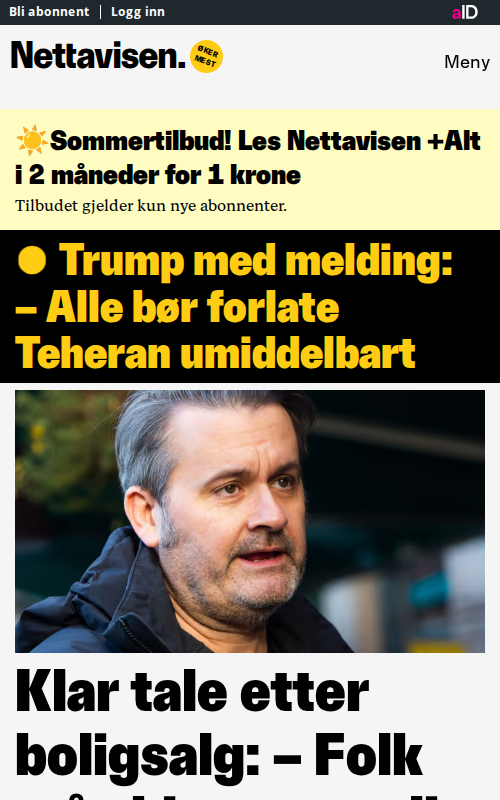 Bli abonnent | Logg inn
aID
Nettavisen.
ØKER
MEST
Meny
☀️Sommertilbud! Les Nettavisen +Alt
i 2 måneder for 1 krone
Tilbudet gjelder kun nye abonnenter.
Trump med melding:
– Alle bør forlate
Teheran umiddelbart
Klar tale etter
boligsalg: – Folk